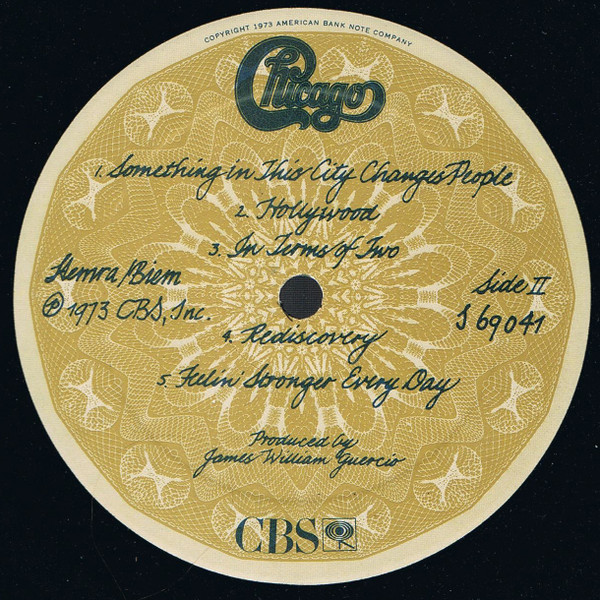 COPYRIGHT 1973 AMERICAN BANK NOTE COMPANY
Chicago
1. Something in This City Changes People
2. Hollywood
3. In Terms of Two
Stemra/Biem
℗ 1973 CBS, Inc.
Side II
S 69041
4. Rediscovery
5. Feelin' Stronger Every Day
Produced by
James William Guercio
CBS